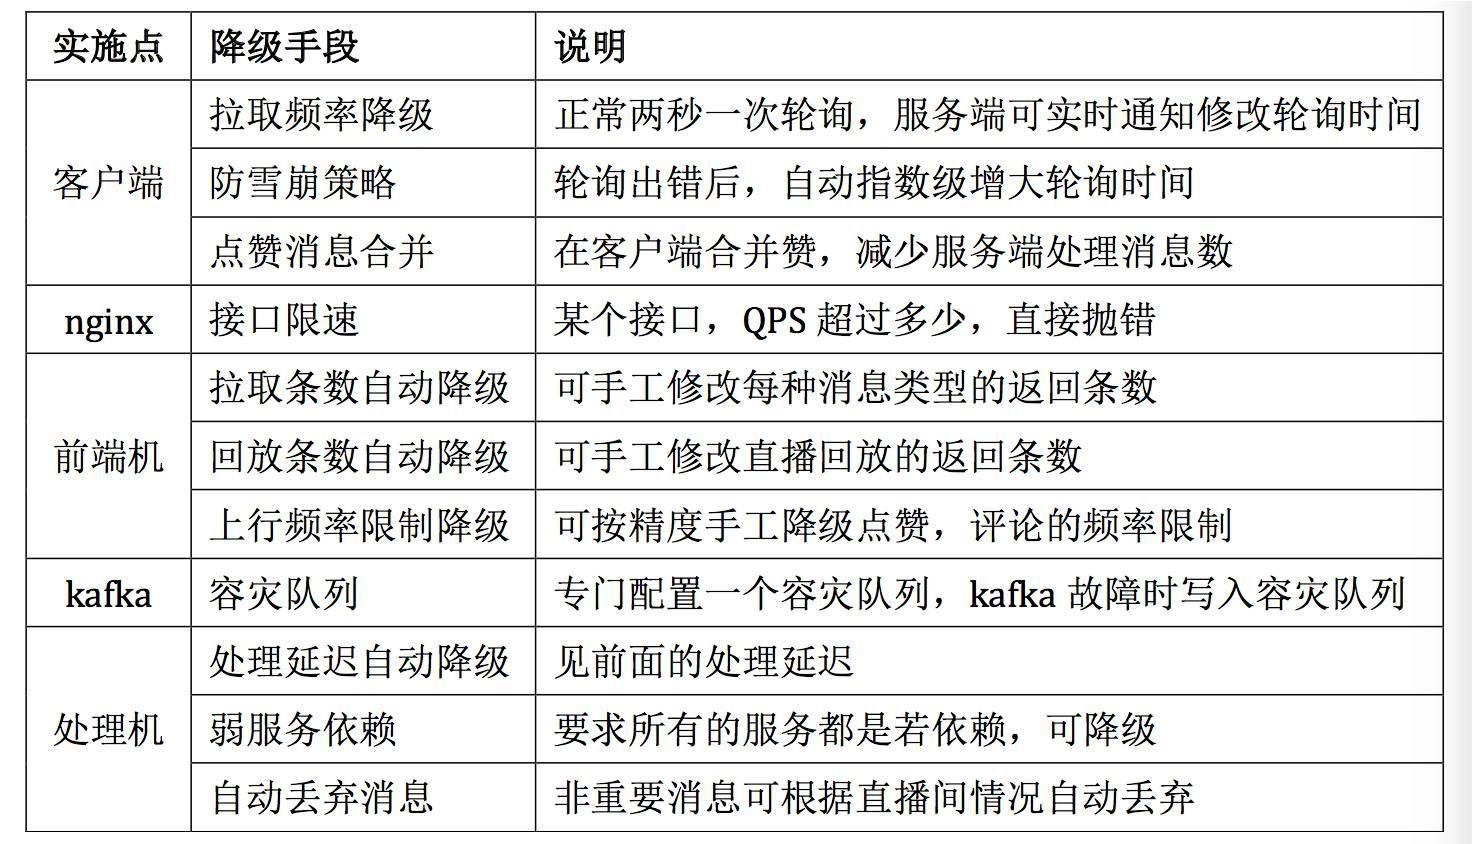 实施点 降级手段 说明
客户端 拉取频率降级 正常两秒一次轮询，服务端可实时通知修改轮询时间
防雪崩策略 轮询出错后，自动指数级增大轮询时间
点赞消息合并 在客户端合并赞，减少服务端处理消息数
nginx 接口限速 某个接口，QPS 超过多少，直接抛错
前端机 拉取条数自动降级 可手工修改每种消息类型的返回条数
回放条数自动降级 可手工修改直播回放的返回条数
上行频率限制降级 可按精度手工降级点赞，评论的频率限制
kafka 容灾队列 专门配置一个容灾队列，kafka 故障时写入容灾队列
处理机 处理延迟自动降级 见前面的处理延迟
弱服务依赖 要求所有的服务都是若依赖，可降级
自动丢弃消息 非重要消息可根据直播间情况自动丢弃